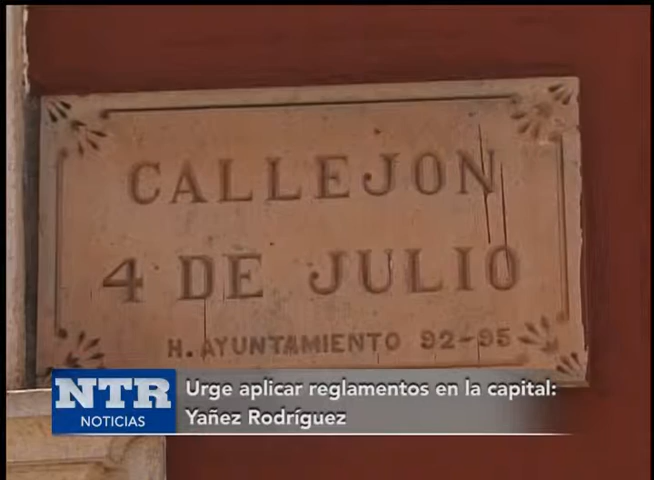 CALLEJON
4 DE JULIO
H. AYUNTAMIENTO 92-95
NTR
NOTICIAS
Urge aplicar reglamentos en la capital:
Yañez Rodríguez